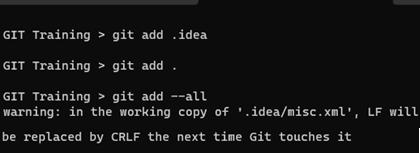 GIT Training > git add .idea
GIT Training > git add .
GIT Training > git add --all
warning: in the working copy of '.idea/misc.xml', LF will
be replaced by CRLF the next time Git touches it